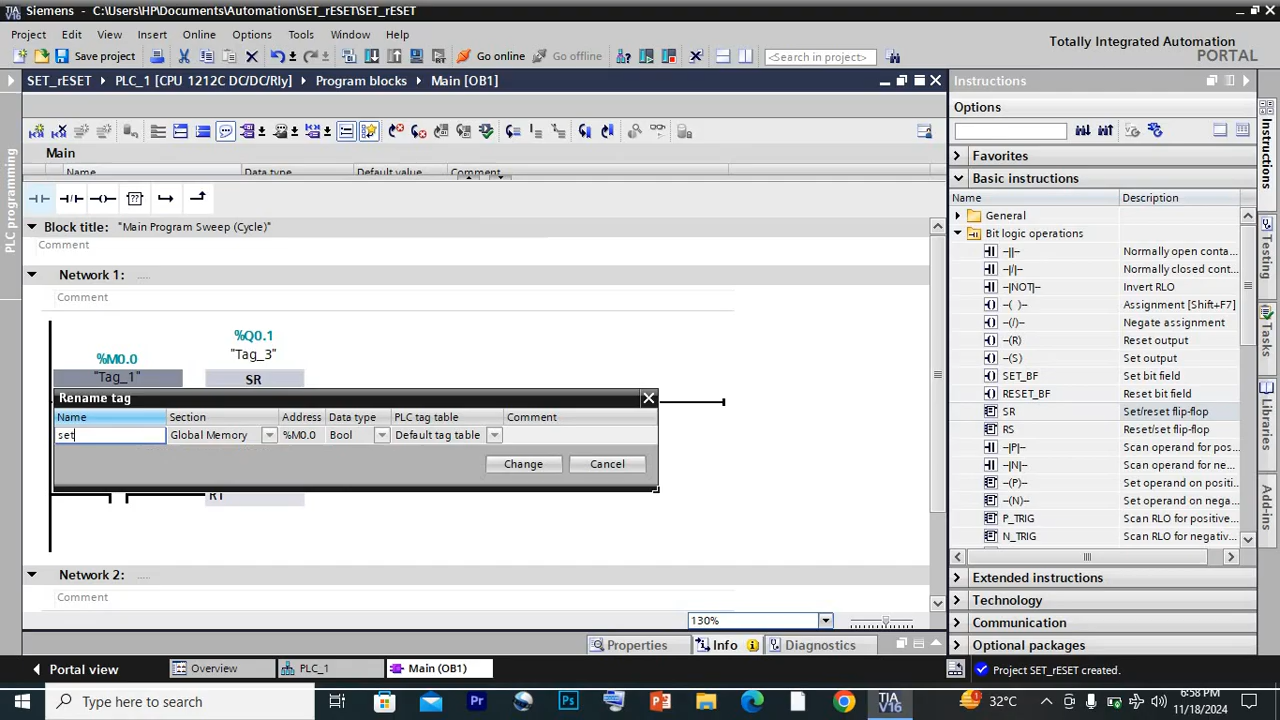 Siemens - C:\Users\HP\Documents\Automation\SET_rESET\SET_rESET
TIA
V16
Project Edit View Insert Online Options Tools Window Help
Save project Go online Go offline <Search in project>
Totally Integrated Automation
PORTAL
SET_rESET PLC_1 [CPU 1212C DC/DC/Rly] Program blocks Main [OB1]
PLC programming
Main
Name Data type Default value Comment
Block title: "Main Program Sweep (Cycle)"
Comment
Network 1: .....
Comment
%Q0.1
"Tag_3"
%M0.0
"Tag_1" SR
Rename tag
Name Section Address Data type PLC tag table Comment
set Global Memory %M0.0 Bool Default tag table
Change Cancel
R1
Network 2: .....
Comment
130%
Properties Info Diagnostics
Instructions
Options
Favorites
Basic instructions
Name Description
General
Bit logic operations
-||- Normally open conta...
-|/|- Normally closed cont...
-|NOT|- Invert RLO
-( )- Assignment [Shift+F7]
-(/)- Negate assignment
-(R) Reset output
-(S) Set output
SET_BF Set bit field
RESET_BF Reset bit field
SR Set/reset flip-flop
RS Reset/set flip-flop
-|P|- Scan operand for pos...
-|N|- Scan operand for ne...
-(P)- Set operand on positi...
-(N)- Set operand on nega...
P_TRIG Scan RLO for positive...
N_TRIG Scan RLO for negativ...
Extended instructions
Technology
Communication
Optional packages
Instructions
Testing
Tasks
Libraries
Add-ins
Portal view Overview PLC_1 Main (OB1)
Project SET_rESET created.
Type here to search
Pr
Ps
TIA
V16
32°C
6:58 PM
11/18/2024